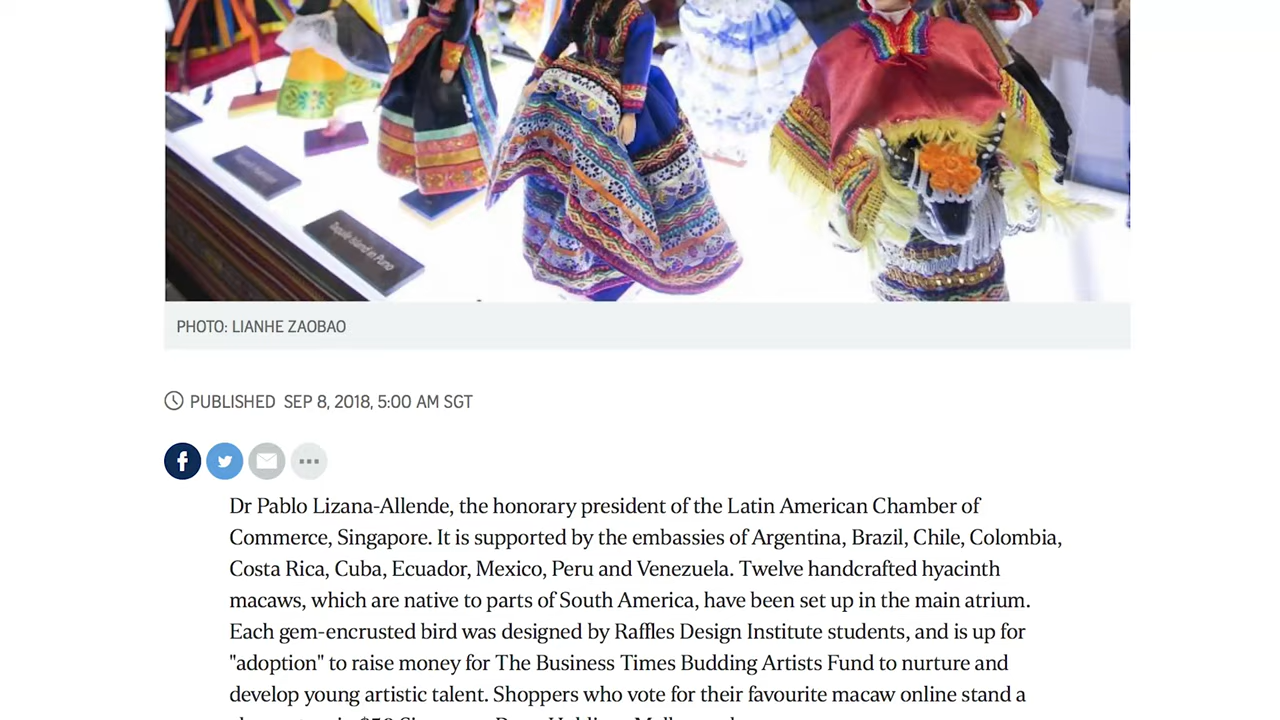 Taquile Island in Puno
PHOTO: LIANHE ZAOBAO
PUBLISHED SEP 8, 2018, 5:00 AM SGT
Dr Pablo Lizana-Allende, the honorary president of the Latin American Chamber of
Commerce, Singapore. It is supported by the embassies of Argentina, Brazil, Chile, Colombia,
Costa Rica, Cuba, Ecuador, Mexico, Peru and Venezuela. Twelve handcrafted hyacinth
macaws, which are native to parts of South America, have been set up in the main atrium.
Each gem-encrusted bird was designed by Raffles Design Institute students, and is up for
"adoption" to raise money for The Business Times Budding Artists Fund to nurture and
develop young artistic talent. Shoppers who vote for their favourite macaw online stand a